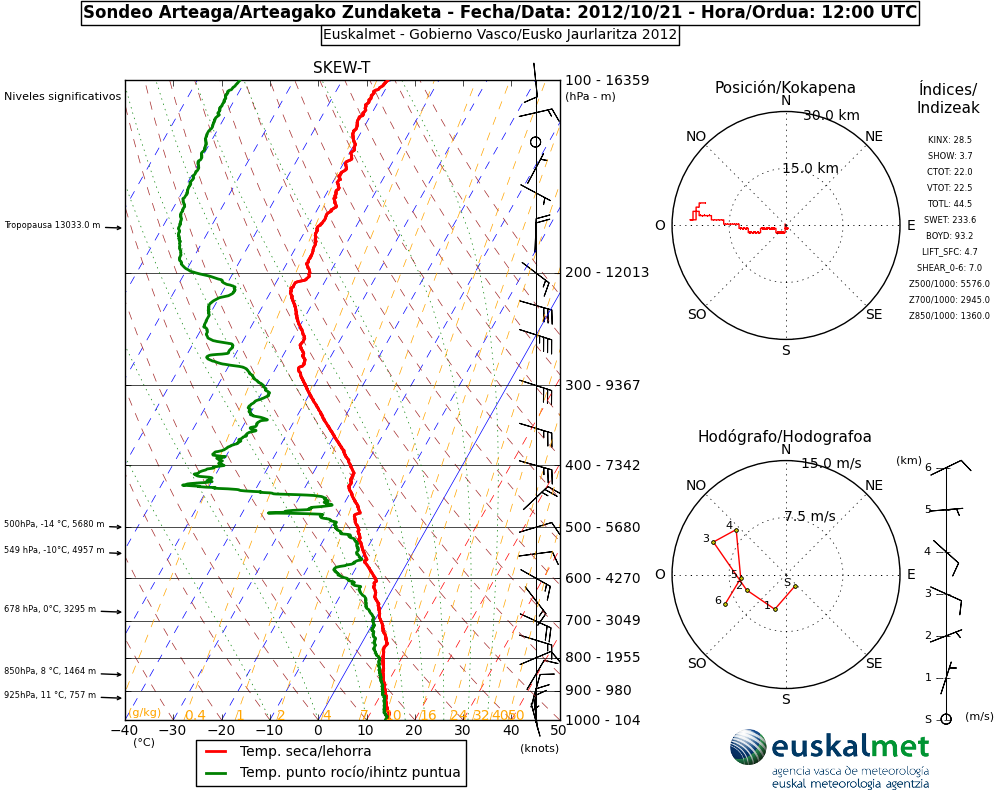 Sondeo Arteaga/Arteagako Zundaketa - Fecha/Data: 2012/10/21 - Hora/Ordua: 12:00 UTC
Euskalmet - Gobierno Vasco/Eusko Jaurlaritza 2012
SKEW-T
Niveles significativos
Tropopausa 13033.0 m
500hPa, -14 °C, 5680 m
549 hPa, -10°C, 4957 m
678 hPa, 0°C, 3295 m
850hPa, 8 °C, 1464 m
925hPa, 11 °C, 757 m
100 - 16359
(hPa - m)
200 - 12013
300 - 9367
400 - 7342
500 - 5680
600 - 4270
700 - 3049
800 - 1955
900 - 980
1000 - 104
(g/kg) 0.4 1 2 4 7 10 16 24 32 40 50
−40 −30 −20 −10 0 10 20 30 40 50
(°C)
(knots)
Temp. seca/lehorra
Temp. punto rocío/ihintz puntua
Posición/Kokapena
N
30.0 km
NO
NE
15.0 km
O
E
SO
SE
S
Índices/
Indizeak
KINX: 28.5
SHOW: 3.7
CTOT: 22.0
VTOT: 22.5
TOTL: 44.5
SWET: 233.6
BOYD: 93.2
LIFT_SFC: 4.7
SHEAR_0-6: 7.0
Z500/1000: 5576.0
Z700/1000: 2945.0
Z850/1000: 1360.0
Hodógrafo/Hodografoa
N
15.0 m/s
NO
NE
7.5 m/s
4
3
O
E
5
S
2
6
1
SO
SE
S
(km)
6
5
4
3
2
1
S
(m/s)
euskalmet
agencia vasca de meteorología
euskal meteorologia agentzia